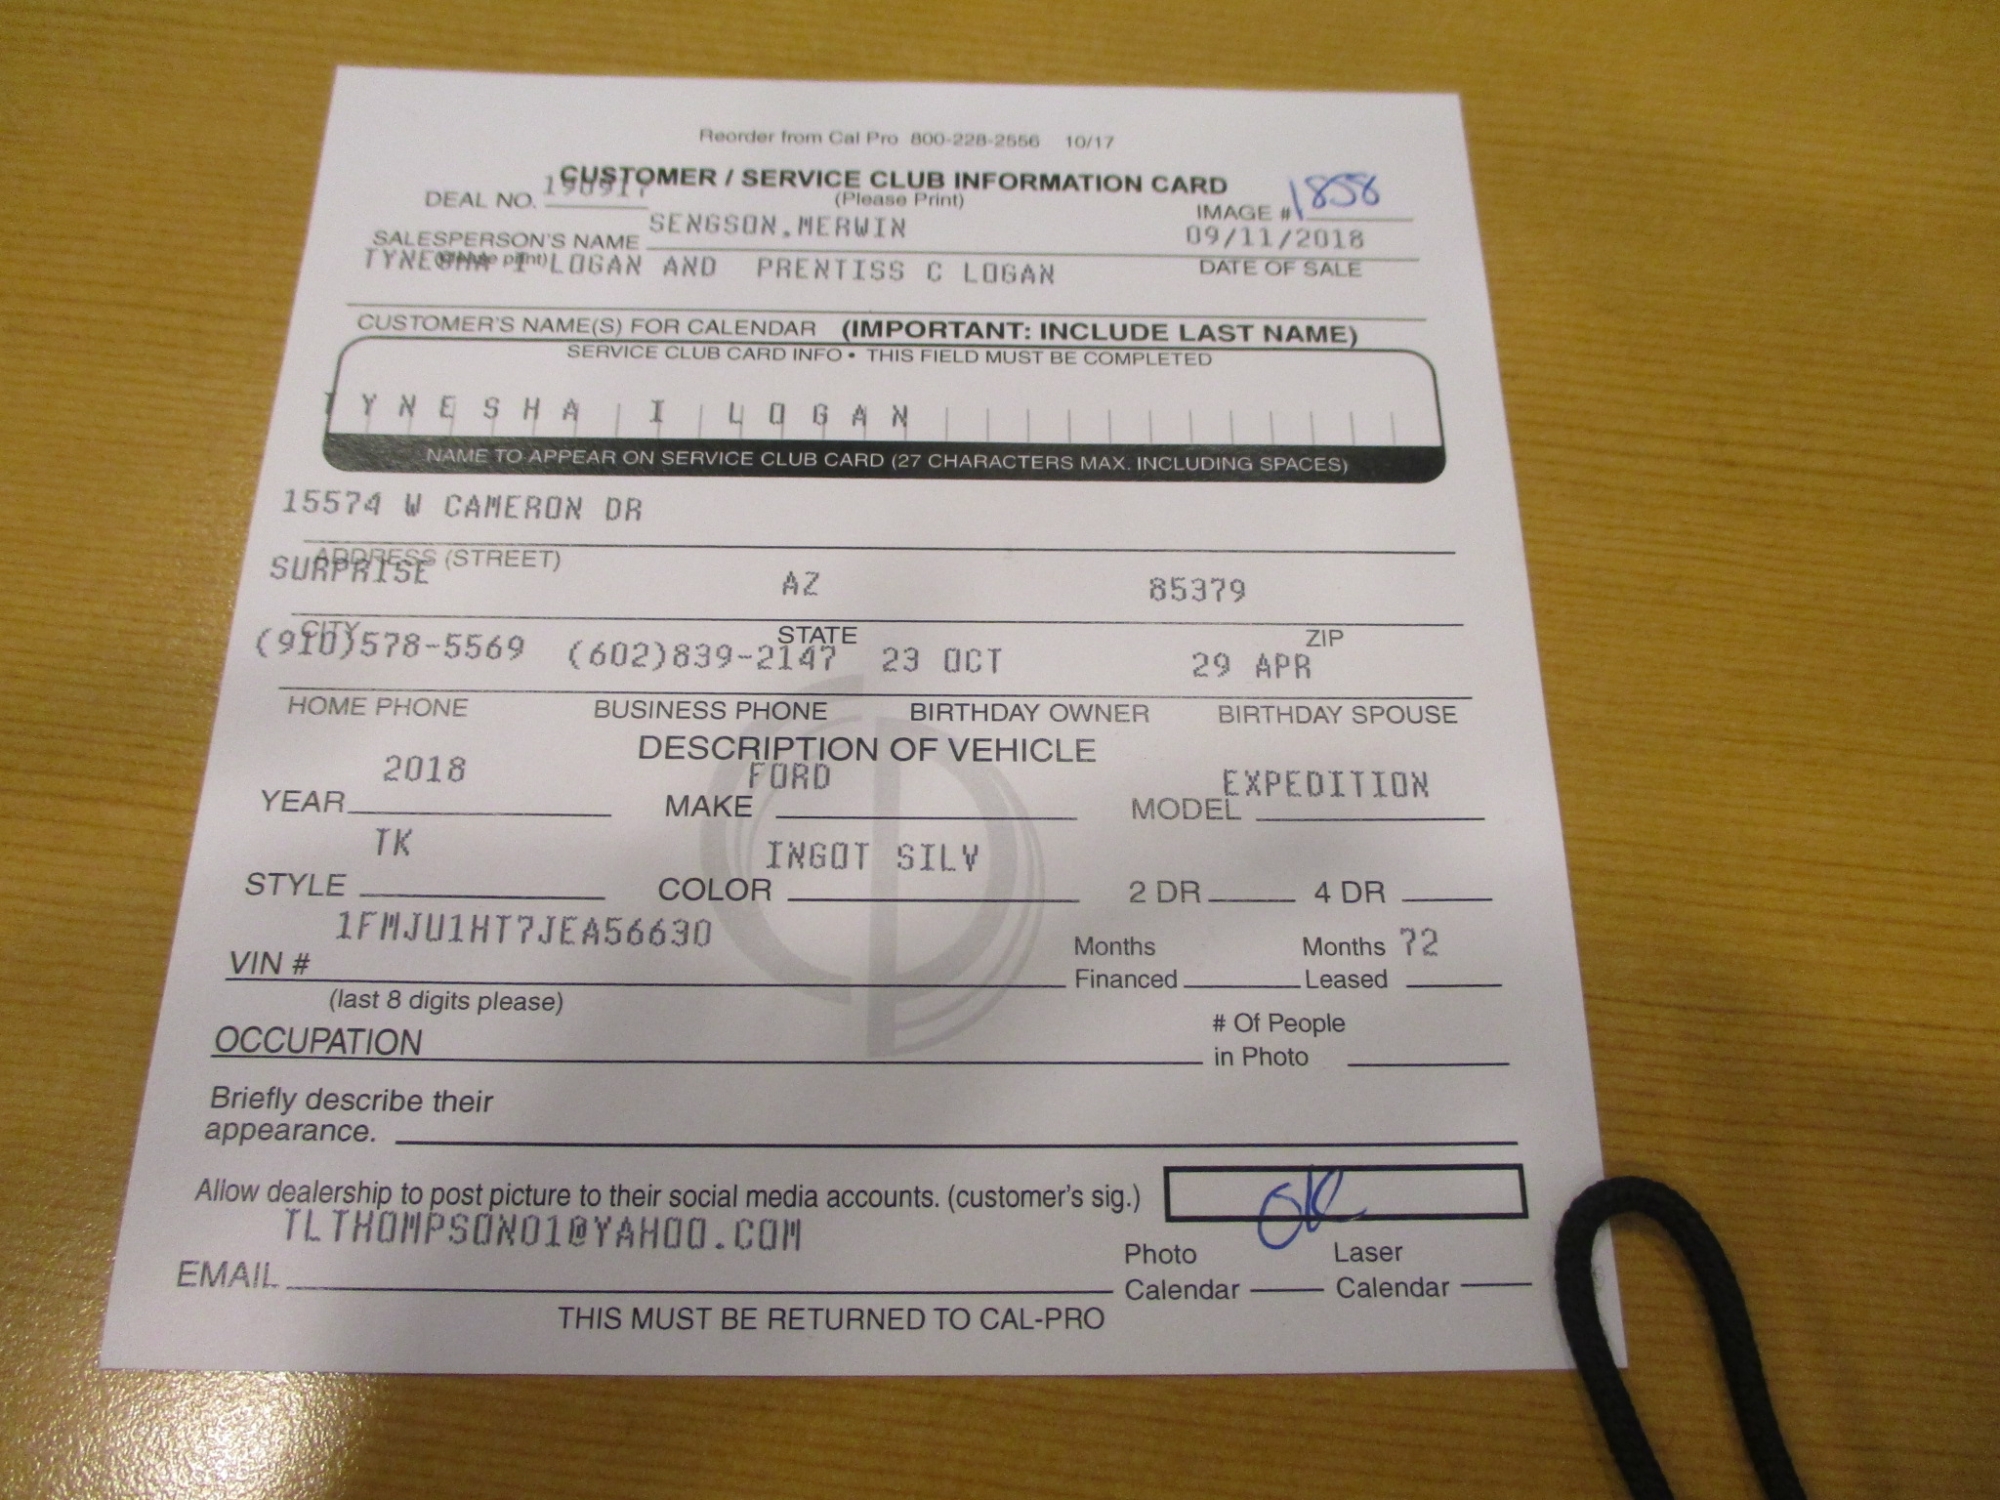 Reorder from Cal Pro 800-228-2556 10/17
CUSTOMER / SERVICE CLUB INFORMATION CARD
DEAL NO. (Please Print) IMAGE # 1858
SENGSON,MERWIN 09/11/2018
SALESPERSON'S NAME (please print) DATE OF SALE
TYNESHA I LOGAN AND PRENTISS C LOGAN
CUSTOMER'S NAME(S) FOR CALENDAR (IMPORTANT: INCLUDE LAST NAME)
SERVICE CLUB CARD INFO • THIS FIELD MUST BE COMPLETED
TYNESHA I LOGAN
NAME TO APPEAR ON SERVICE CLUB CARD (27 CHARACTERS MAX. INCLUDING SPACES)
15574 W CAMERON DR
ADDRESS (STREET)
SURPRISE AZ 85379
CITY STATE ZIP
(910)578-5569 (602)839-2147 23 OCT 29 APR
HOME PHONE BUSINESS PHONE BIRTHDAY OWNER BIRTHDAY SPOUSE
DESCRIPTION OF VEHICLE
2018 FORD EXPEDITION
YEAR MAKE MODEL
TK INGOT SILV
STYLE COLOR 2 DR 4 DR
1FMJU1HT7JEA56630
VIN #
(last 8 digits please)
Months Financed Months Leased 72
OCCUPATION # Of People in Photo
Briefly describe their
appearance.
Allow dealership to post picture to their social media accounts. (customer's sig.) OK
TLTHOMPSON01@YAHOO.COM
EMAIL Photo Calendar Laser Calendar
THIS MUST BE RETURNED TO CAL-PRO